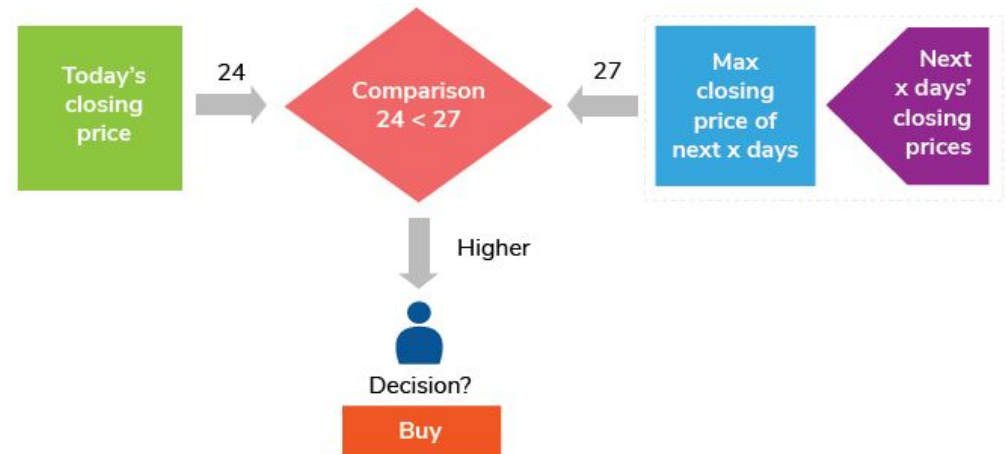 Today's
closing
price
24
Comparison
24 < 27
27
Max
closing
price of
next x days
Next
x days'
closing
prices
Higher
Decision?
Buy